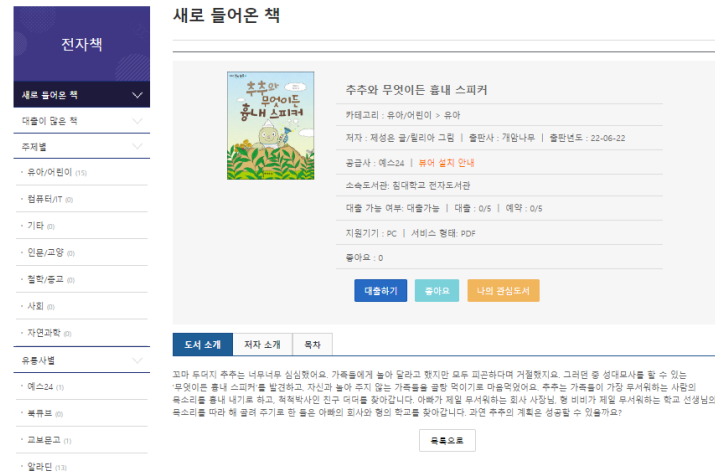 전자책
새로 들어온 책
대출이 많은 책
주제별
· 유아/어린이 (15)
· 컴퓨터/IT (0)
· 기타 (0)
· 인문/교양 (0)
· 철학/종교 (0)
· 사회 (0)
· 자연과학 (0)
유통사별
· 예스24 (1)
· 북큐브 (0)
· 교보문고 (1)
· 알라딘 (13)
새로 들어온 책
추추와
무엇이든
흉내 스피커
추추와 무엇이든 흉내 스피커
카테고리 : 유아/어린이 > 유아
저자 : 제성은 글/릴리아 그림 | 출판사 : 개암나무 | 출판년도 : 22-06-22
공급사 : 예스24 | 뷰어 설치 안내
소속도서관: 침대학교 전자도서관
대출 가능 여부: 대출가능 | 대출 : 0/5 | 예약 : 0/5
지원기기 : PC | 서비스 형태: PDF
좋아요 : 0
대출하기 좋아요 나의 관심도서
도서 소개 저자 소개 목차
꼬마 두더지 추추는 너무너무 심심했어요. 가족들에게 놀아 달라고 했지만 모두 피곤하다며 거절했지요. 그러던 중 성대모사를 할 수 있는
'무엇이든 흉내 스피커'를 발견하고, 자신과 놀아 주지 않는 가족들을 골탕 먹이기로 마음먹었어요. 추추는 가족들이 가장 무서워하는 사람의
목소리를 흉내 내기로 하고, 척척박사인 친구 더더를 찾아갑니다. 아빠가 제일 무서워하는 회사 사장님, 형 비비가 제일 무서워하는 학교 선생님의
목소리를 따라 해 골려 주기로 한 둘은 아빠의 회사와 형의 학교를 찾아갑니다. 과연 추추의 계획은 성공할 수 있을까요?
목록으로